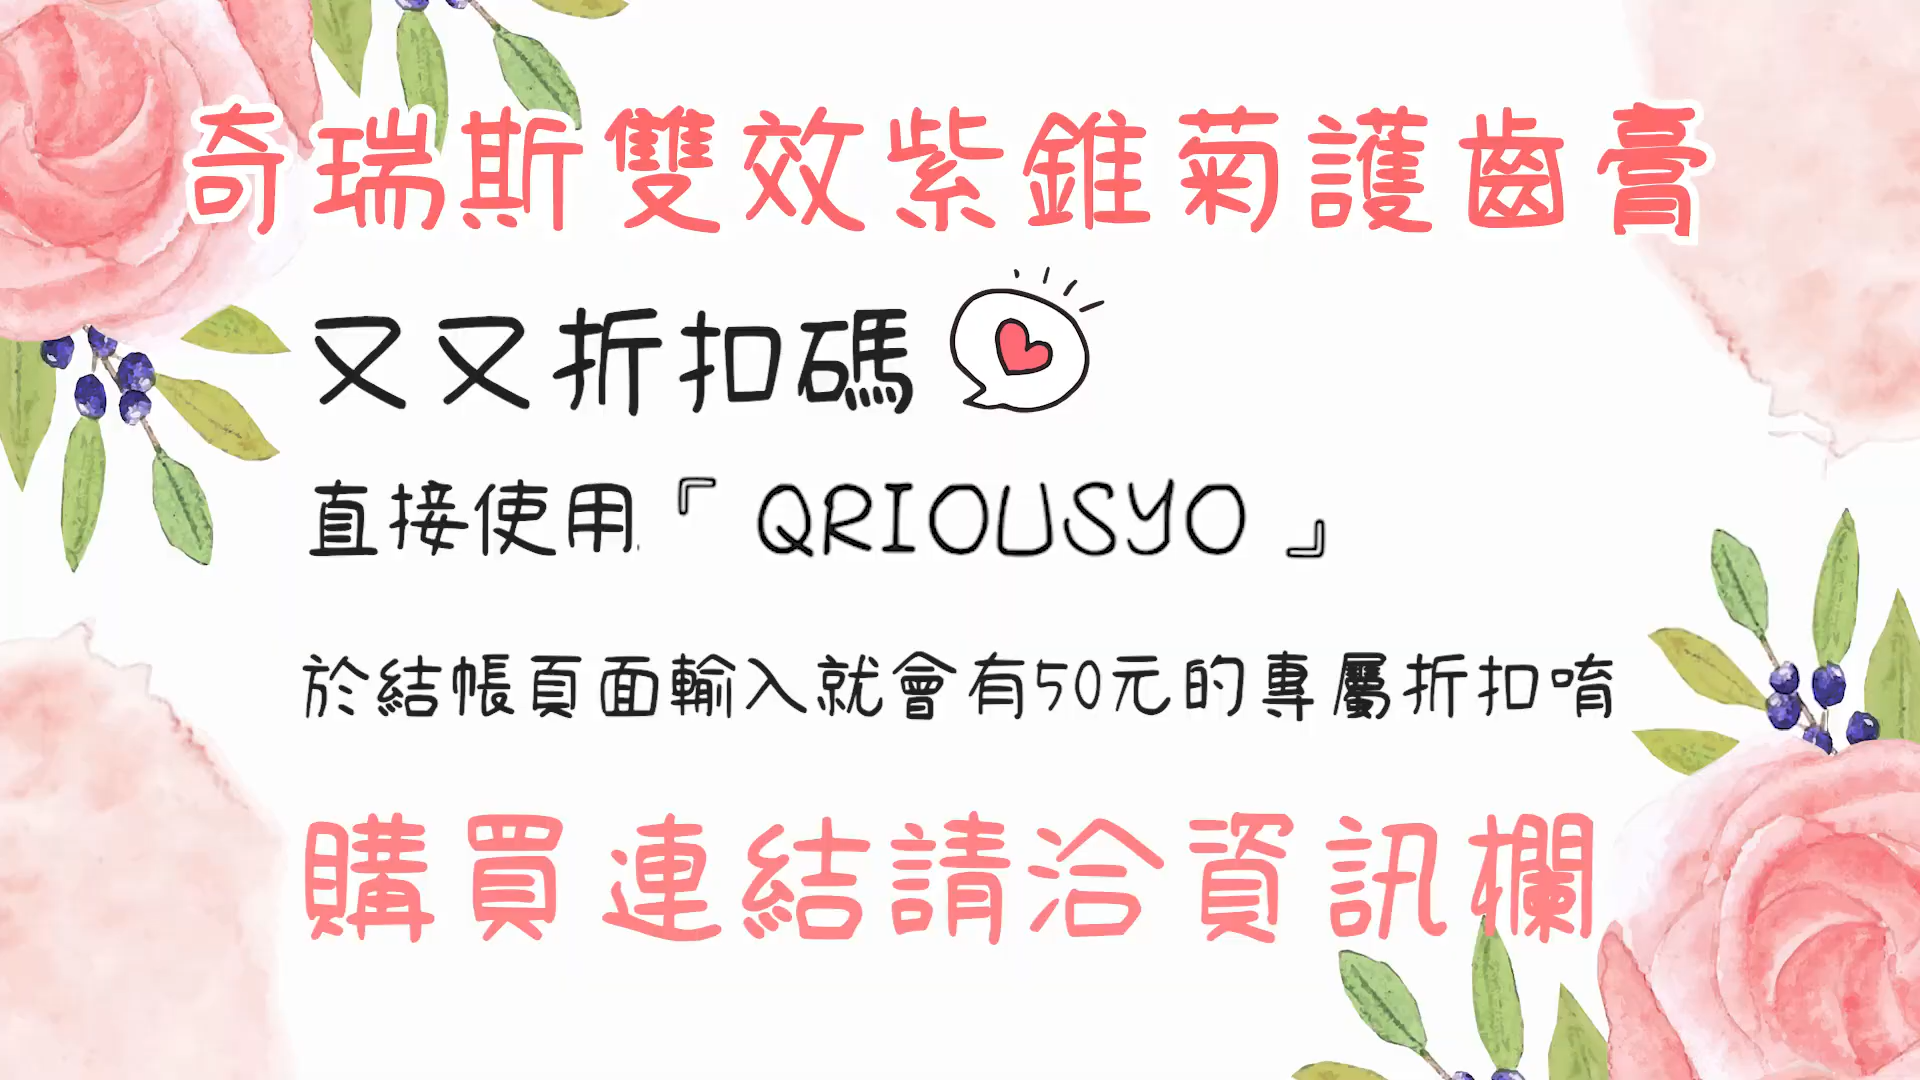 奇瑞斯雙效紫錐菊護齒膏
又又折扣碼
直接使用『 QRIOUSYO 』
於結帳頁面輸入就會有50元的專屬折扣唷
購買連結請洽資訊欄